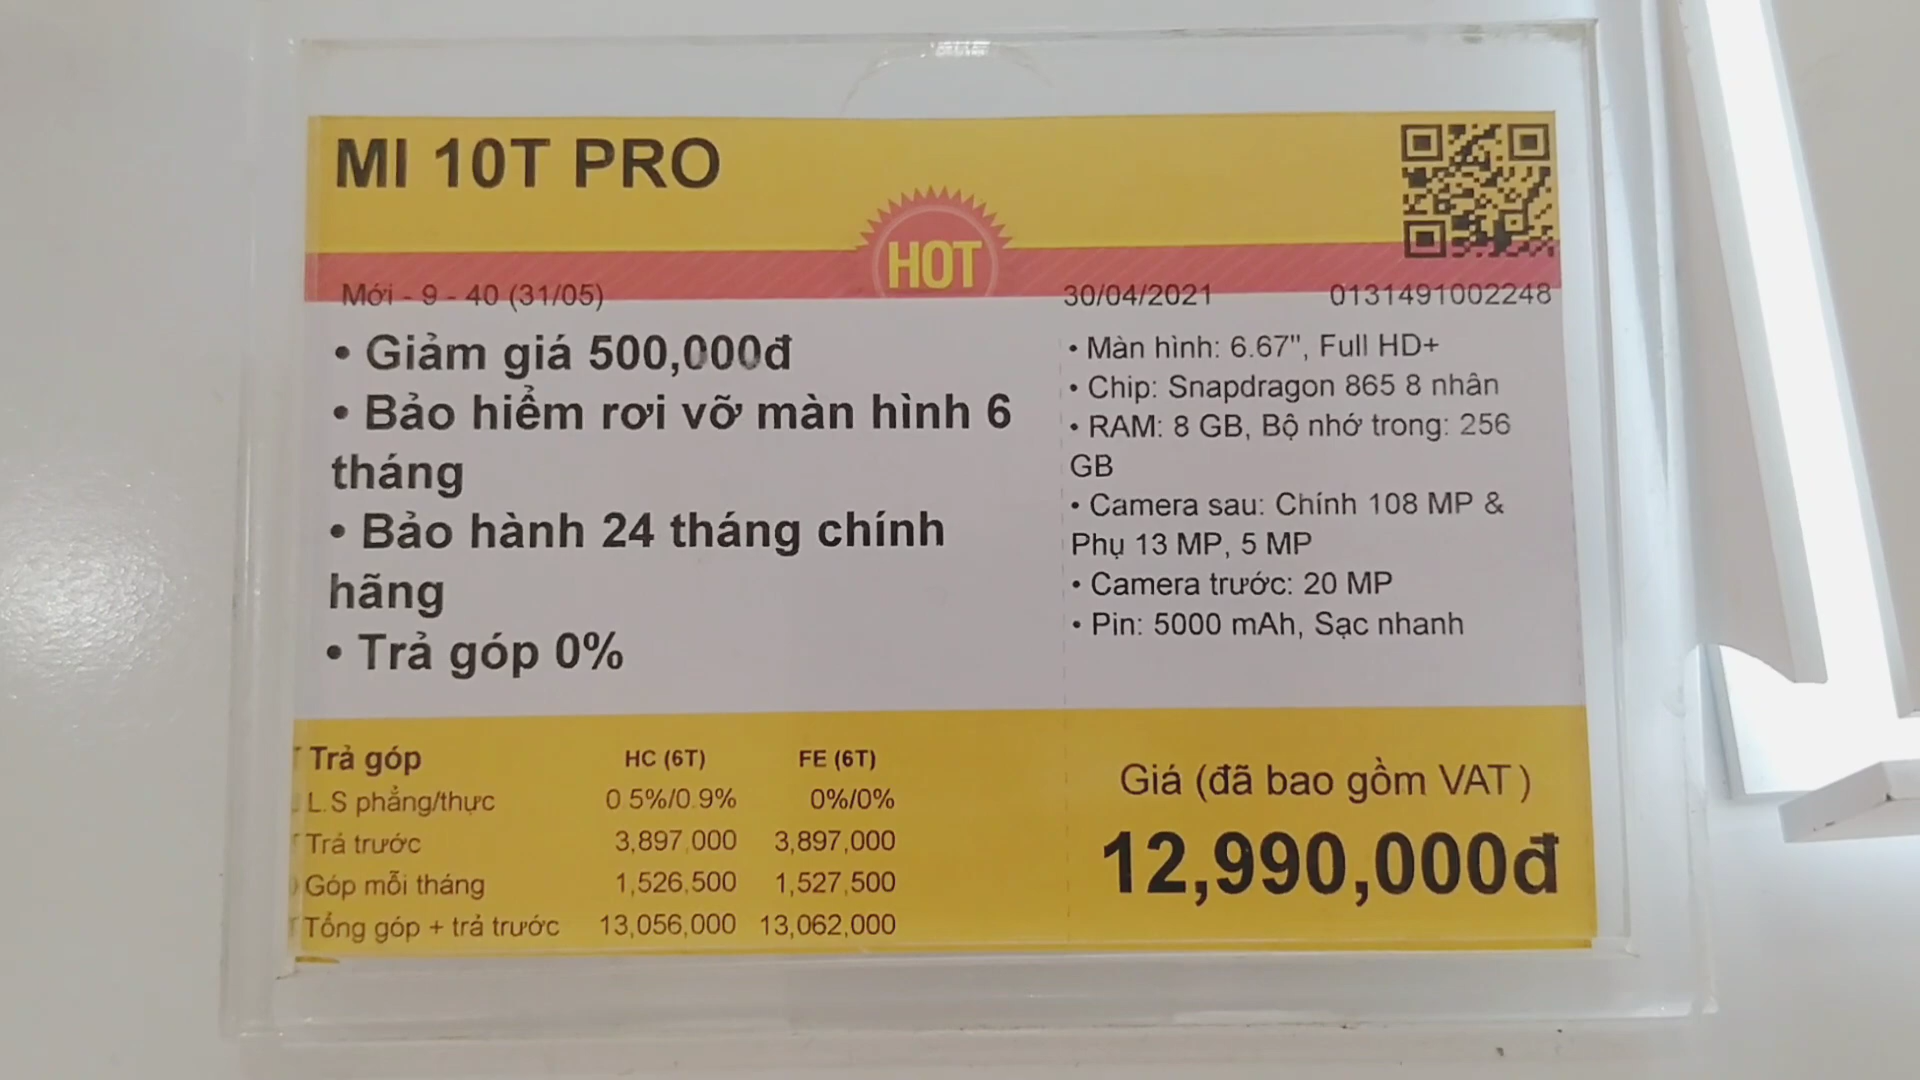 MI 10T PRO
HOT
Mới - 9 - 40 (31/05)
30/04/2021
0131491002248
• Giảm giá 500,000đ
• Bảo hiểm rơi vỡ màn hình 6
tháng
• Bảo hành 24 tháng chính
hãng
• Trả góp 0%
• Màn hình: 6.67", Full HD+
• Chip: Snapdragon 865 8 nhân
• RAM: 8 GB, Bộ nhớ trong: 256
GB
• Camera sau: Chính 108 MP &
Phụ 13 MP, 5 MP
• Camera trước: 20 MP
• Pin: 5000 mAh, Sạc nhanh
Trả góp HC (6T) FE (6T)
L.S phẳng/thực 0.5%/0.9% 0%/0%
Trả trước 3,897,000 3,897,000
Góp mỗi tháng 1,526,500 1,527,500
Tổng góp + trả trước 13,056,000 13,062,000
Giá (đã bao gồm VAT)
12,990,000đ